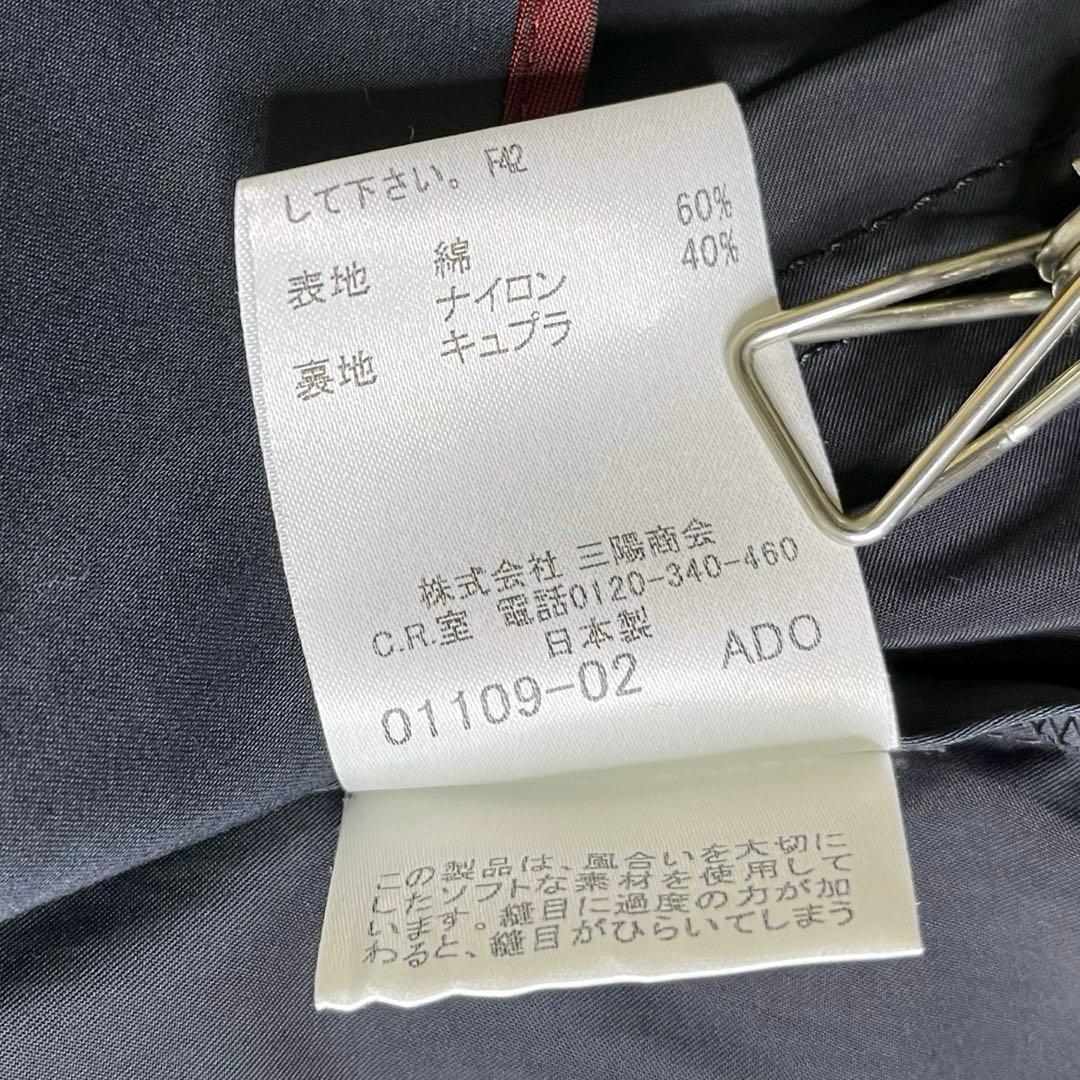 して下さい。 F42
表地 綿 60%
ナイロン 40%
裏地 キュプラ
株式会社 三陽商会
C.R.室 電話0120-340-460
日本製
01109-02 ADO
この製品は、風合いを大切に
したソフトな素材を使用して
います。縫目に過度の力が加
わると、縫目がひらいてしまう